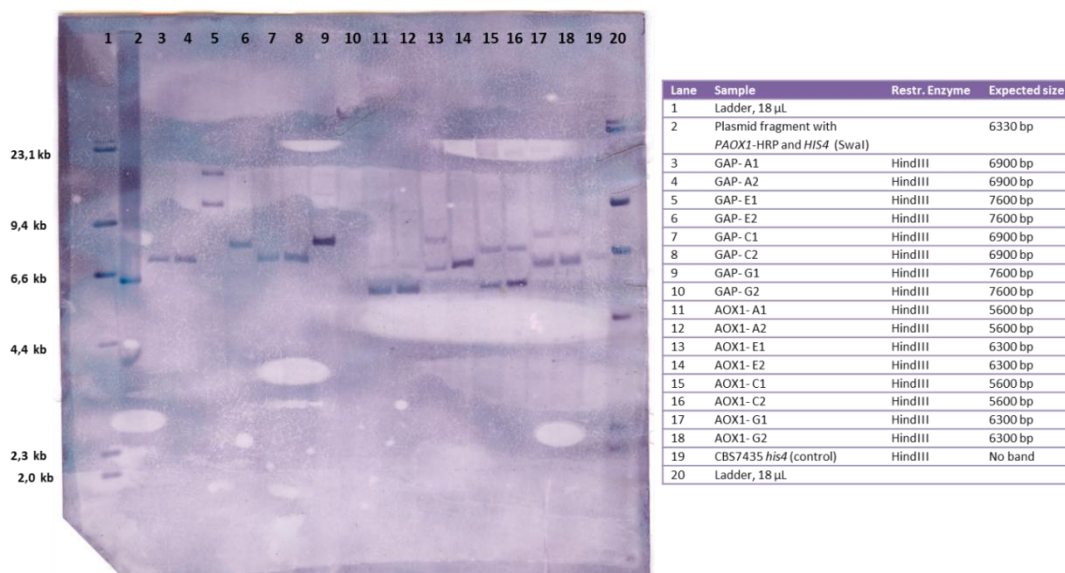 1 2 3 4 5 6 7 8 9 10 11 12 13 14 15 16 17 18 19 20
23,1 kb
9,4 kb
6,6 kb
4,4 kb
2,3 kb
2,0 kb
Lane Sample Restr. Enzyme Expected size
1 Ladder, 18 µL
2 Plasmid fragment with 6330 bp
PAOX1-HRP and HIS4 (SwaI)
3 GAP- A1 HindIII 6900 bp
4 GAP- A2 HindIII 6900 bp
5 GAP- E1 HindIII 7600 bp
6 GAP- E2 HindIII 7600 bp
7 GAP- C1 HindIII 6900 bp
8 GAP- C2 HindIII 6900 bp
9 GAP- G1 HindIII 7600 bp
10 GAP- G2 HindIII 7600 bp
11 AOX1- A1 HindIII 5600 bp
12 AOX1- A2 HindIII 5600 bp
13 AOX1- E1 HindIII 6300 bp
14 AOX1- E2 HindIII 6300 bp
15 AOX1- C1 HindIII 5600 bp
16 AOX1- C2 HindIII 5600 bp
17 AOX1- G1 HindIII 6300 bp
18 AOX1- G2 HindIII 6300 bp
19 CBS7435 his4 (control) HindIII No band
20 Ladder, 18 µL